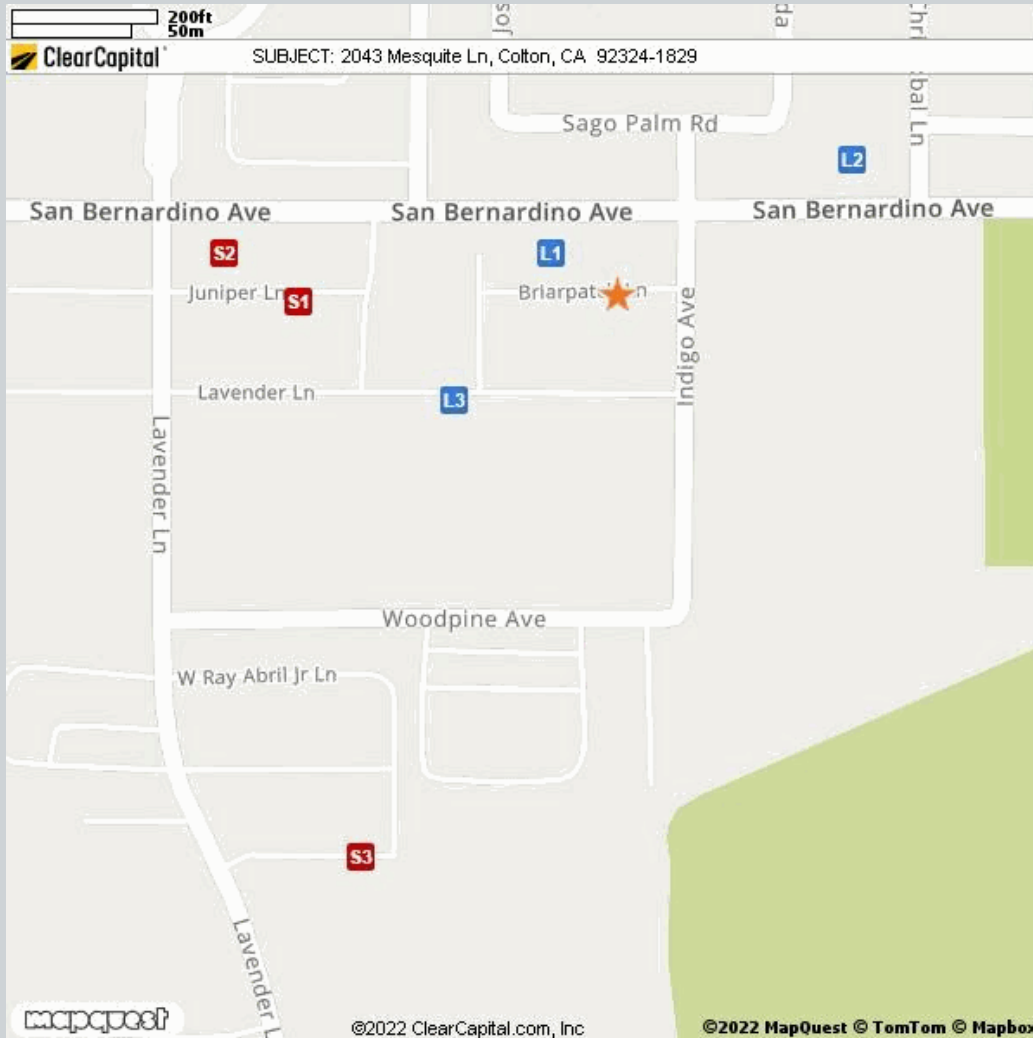 200ft
50m
ClearCapital
SUBJECT: 2043 Mesquite Ln, Colton, CA 92324-1829
Sago Palm Rd
L2
San Bernardino Ave
San Bernardino Ave
San Bernardino Ave
S2
L1
Juniper Ln
S1
Indigo Ave
Lavender Ln
L3
Lavender Ln
Woodpine Ave
W Ray Abril Jr Ln
S3
mapquest
©2022 ClearCapital.com, Inc
©2022 MapQuest © TomTom © Mapbox